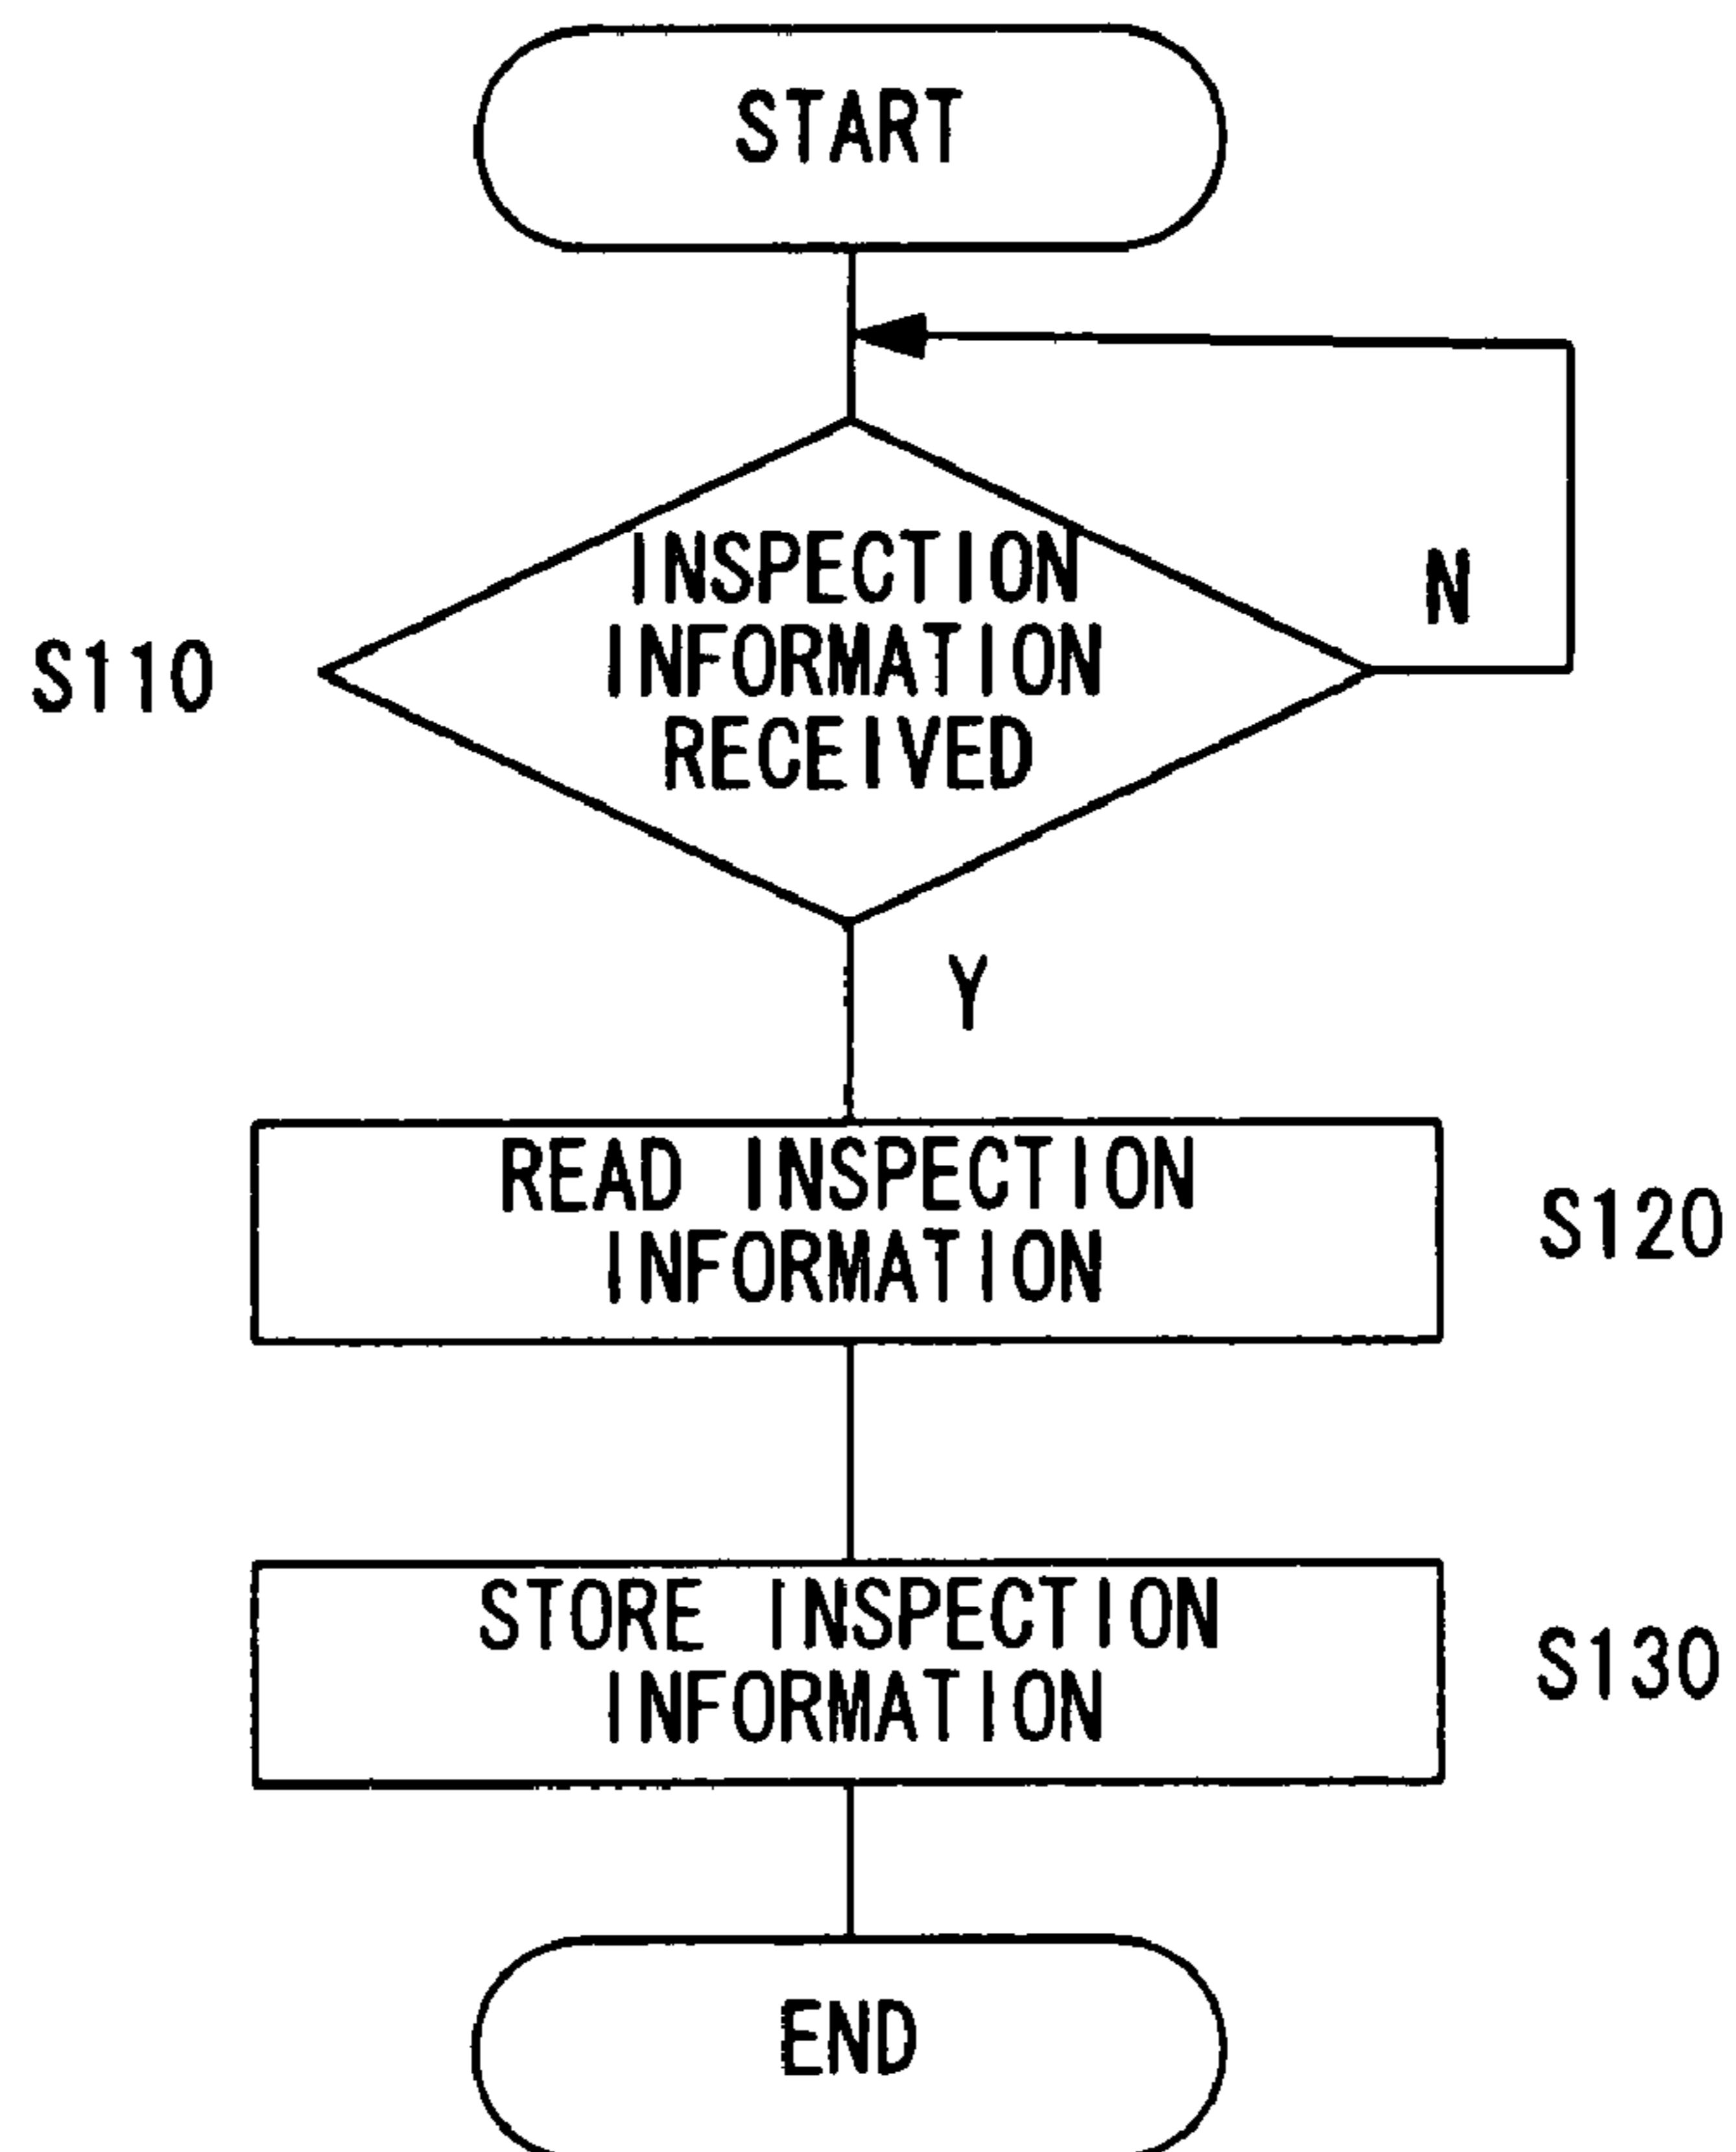 START
INSPECTION
INFORMATION
RECEIVED
N
S110
Y
READ INSPECTION
INFORMATION
S120
STORE INSPECTION
INFORMATION
S130
END